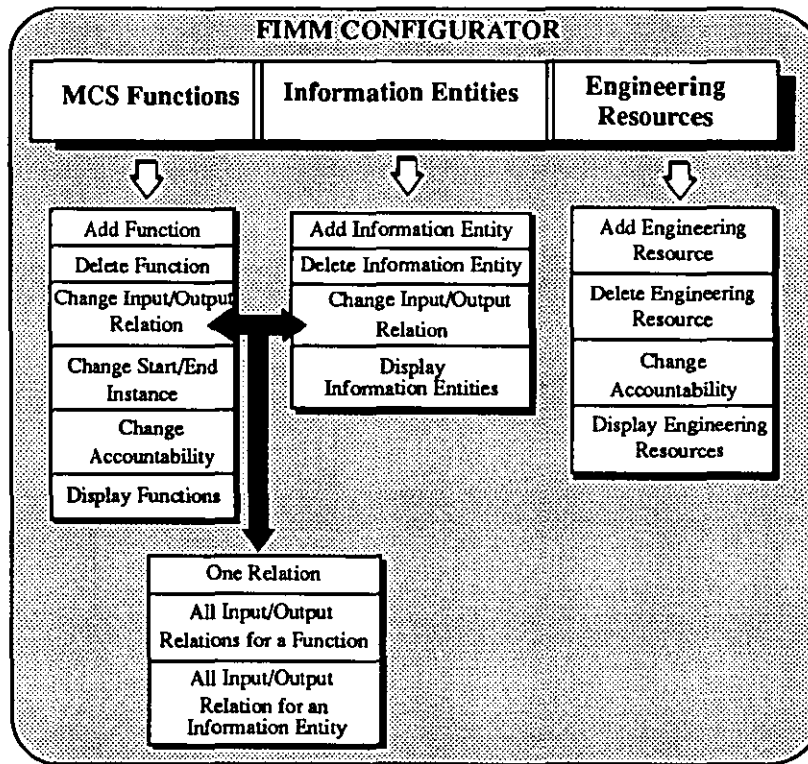 FIMM CONFIGURATOR
MCS Functions
Information Entities
Engineering
Resources
Add Function
Delete Function
Change Input/Output
Relation
Change Start/End
Instance
Change
Accountability
Display Functions
Add Information Entity
Delete Information Entity
Change Input/Output
Relation
Display
Information Entities
Add Engineering
Resource
Delete Engineering
Resource
Change
Accountability
Display Engineering
Resources
One Relation
All Input/Output
Relations for a Function
All Input/Output
Relation for an
Information Entity